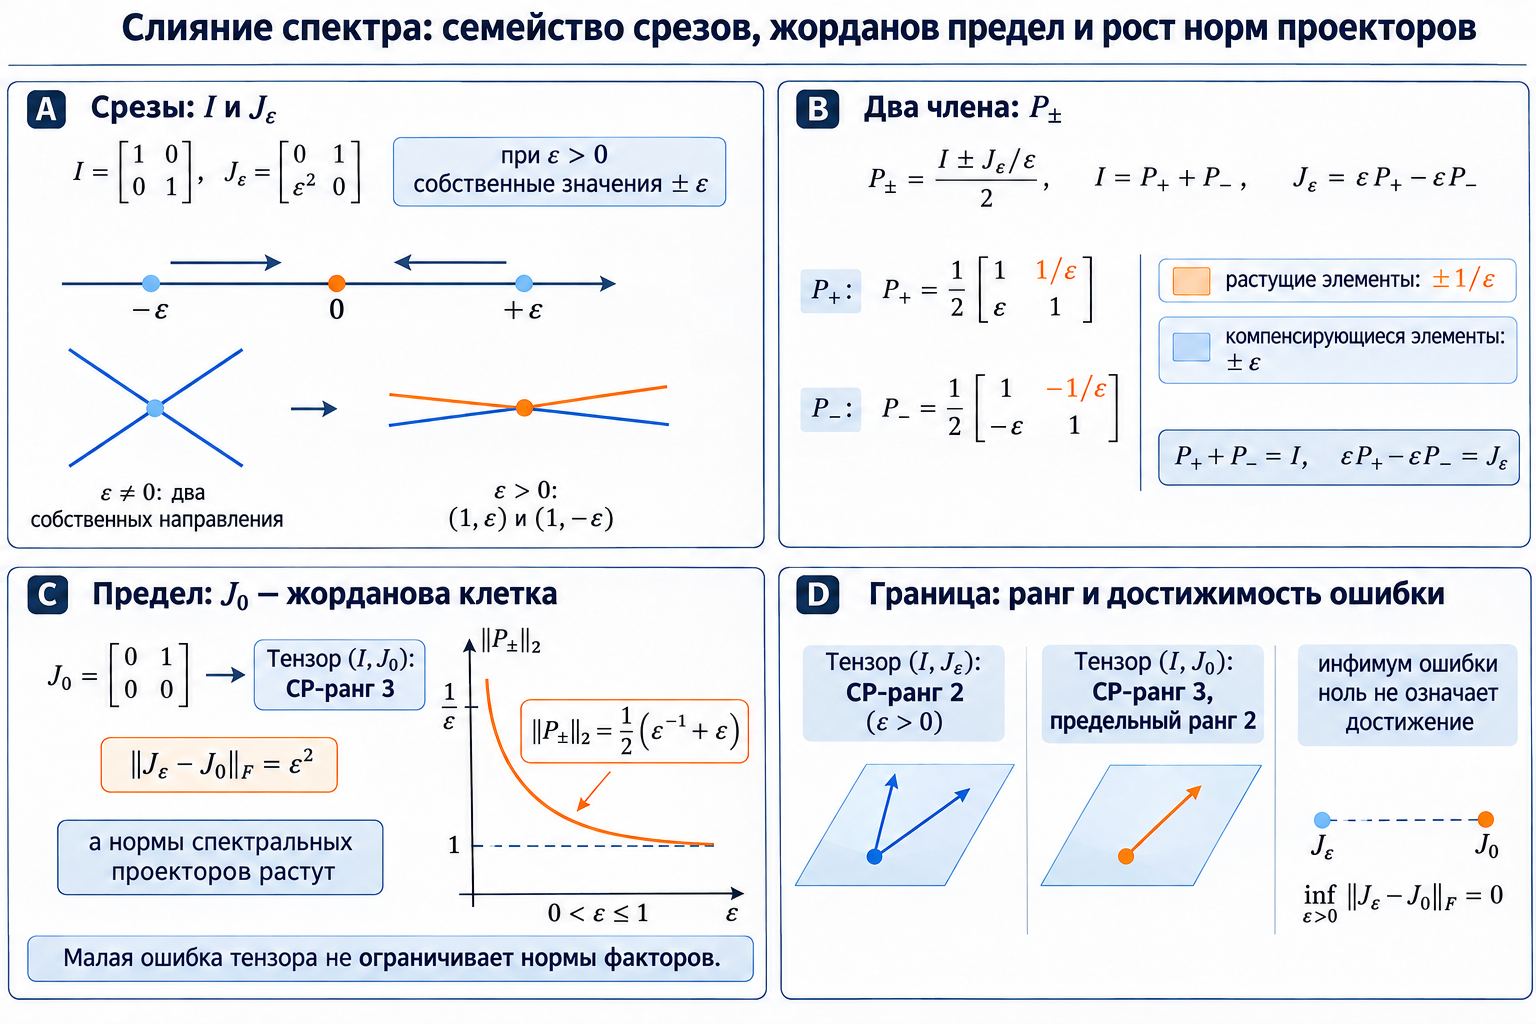 Слияние спектра: семейство срезов, жорданов предел и рост норм проекторов
A Срезы: I и J_ε
I = [1 0; 0 1], J_ε = [0 1; ε² 0]
при ε > 0
собственные значения ± ε
−ε 0 +ε
ε ≠ 0: два
собственных направления
ε > 0:
(1, ε) и (1, −ε)
B Два члена: P_±
P_± = (I ± J_ε/ε)/2, I = P_+ + P_−, J_ε = εP_+ − εP_−
P_+: P_+ = 1/2 [1 1/ε; ε 1]
P_−: P_− = 1/2 [1 −1/ε; −ε 1]
растущие элементы: ±1/ε
компенсирующиеся элементы:
± ε
P_+ + P_− = I, εP_+ − εP_− = J_ε
C Предел: J_0 — жорданова клетка
J_0 = [0 1; 0 0]
Тензор (I, J_0):
CP-ранг 3
‖J_ε − J_0‖_F = ε²
а нормы спектральных
проекторов растут
‖P_±‖_2
1/ε
‖P_±‖_2 = 1/2 (ε⁻¹ + ε)
1
0 < ε ≤ 1 ε
Малая ошибка тензора не ограничивает нормы факторов.
D Граница: ранг и достижимость ошибки
Тензор (I, J_ε):
CP-ранг 2
(ε > 0)
Тензор (I, J_0):
CP-ранг 3,
предельный ранг 2
инфимум ошибки
ноль не означает
достижение
J_ε J_0
inf_{ε>0} ‖J_ε − J_0‖_F = 0